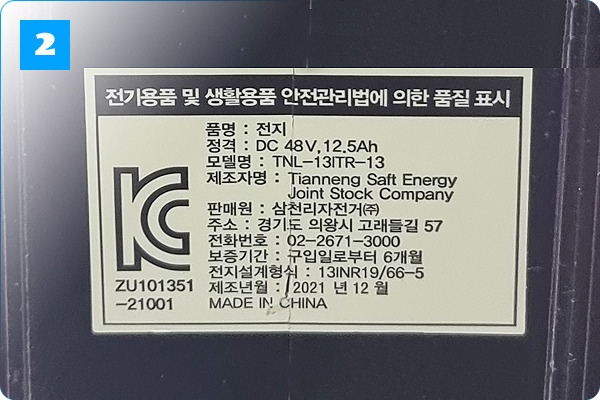 2
전기용품 및 생활용품 안전관리법에 의한 품질 표시
품명 : 전지
정격 : DC 48V,12.5Ah
모델명 : TNL-13ITR-13
제조자명 : Tianneng Saft Energy
Joint Stock Company
판매원 : 삼천리자전거㈜
주소 : 경기도 의왕시 고래들길 57
전화번호 : 02-2671-3000
보증기간 : 구입일로부터 6개월
전지설계형식 : 13INR19/66-5
제조년월 : 2021 년 12 월
MADE IN CHINA
KC
ZU101351
-21001